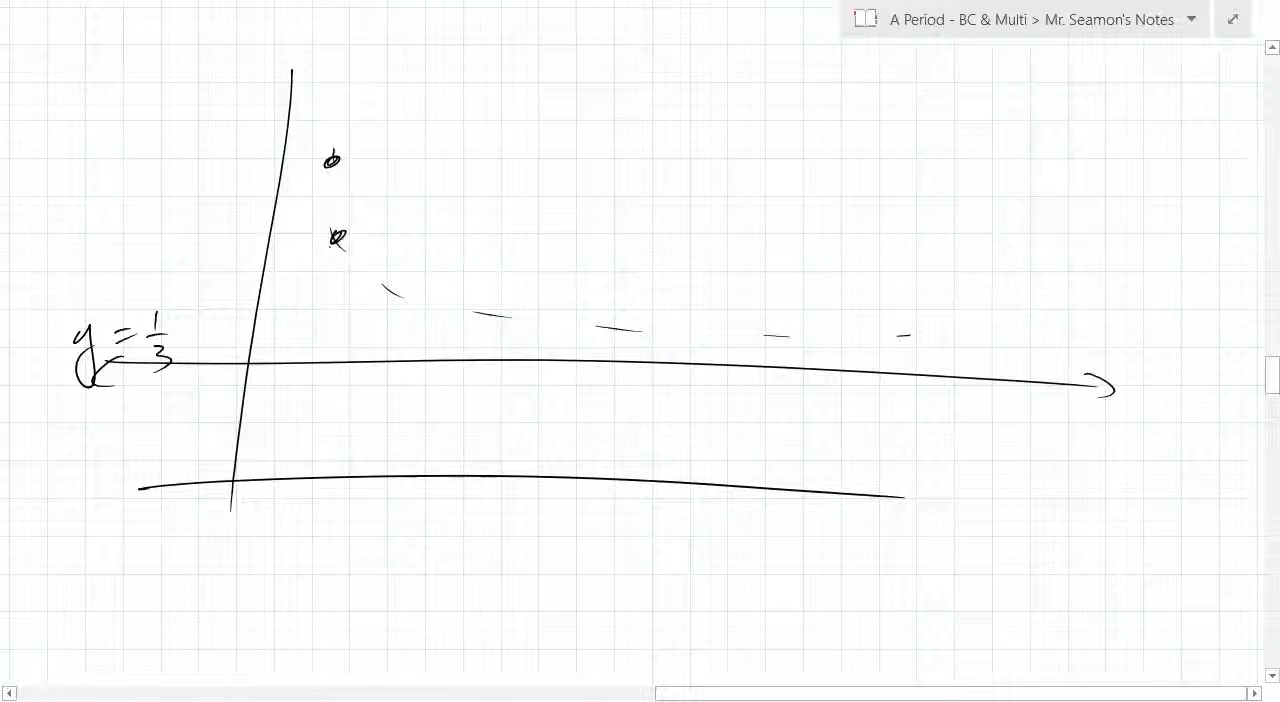 A Period - BC & Multi > Mr. Seamon's Notes
y = 1/3